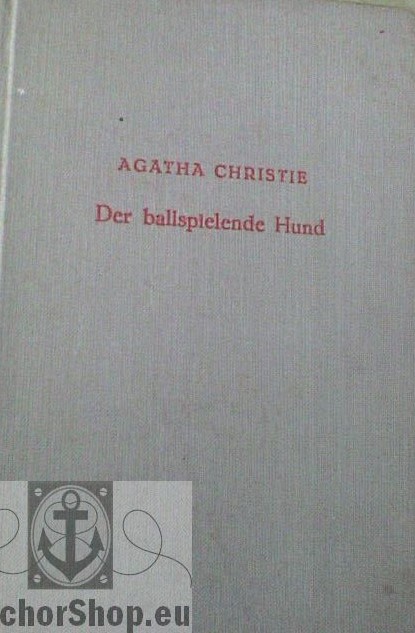 AGATHA CHRISTIE
Der ballspielende Hund
chorShop.eu